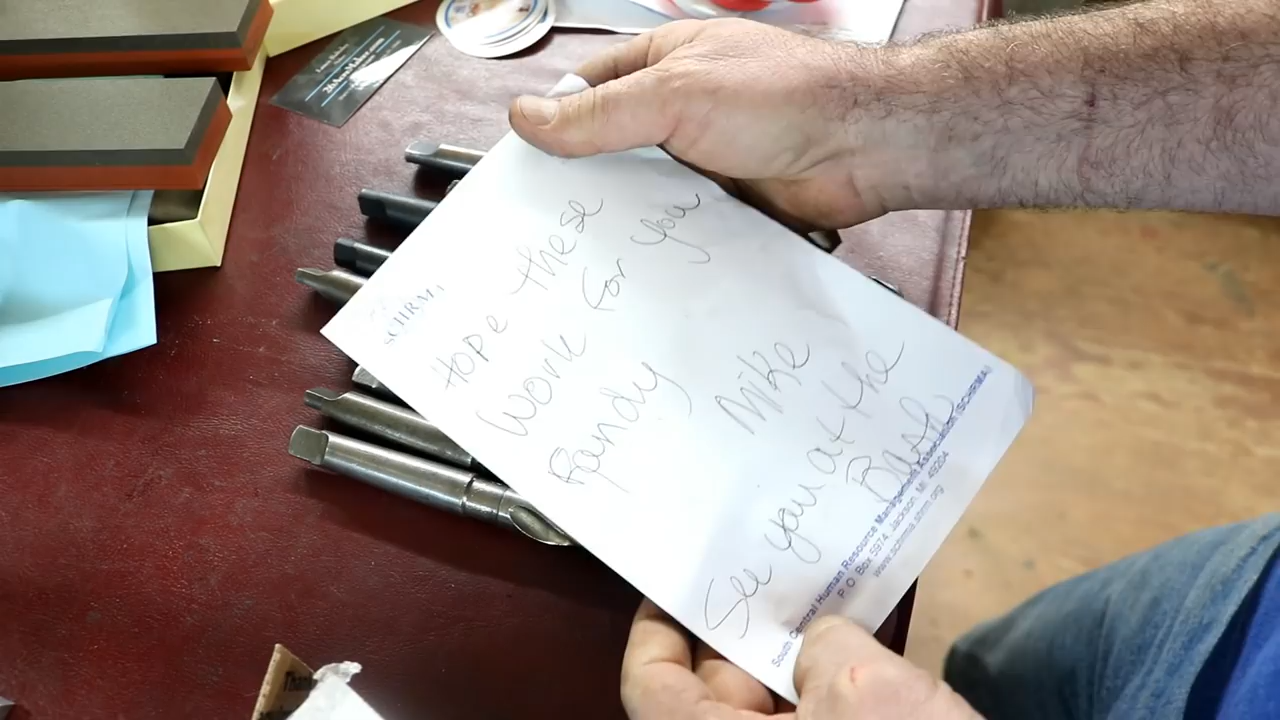 SCHRMA
Hope these
Work for you
Randy
Mike
See you at the
Bash
South Central Human Resource Management Association (SCHRMA)
P.O. Box 5974 Jackson, MI 49204
www.schrma.shrm.org
Thank